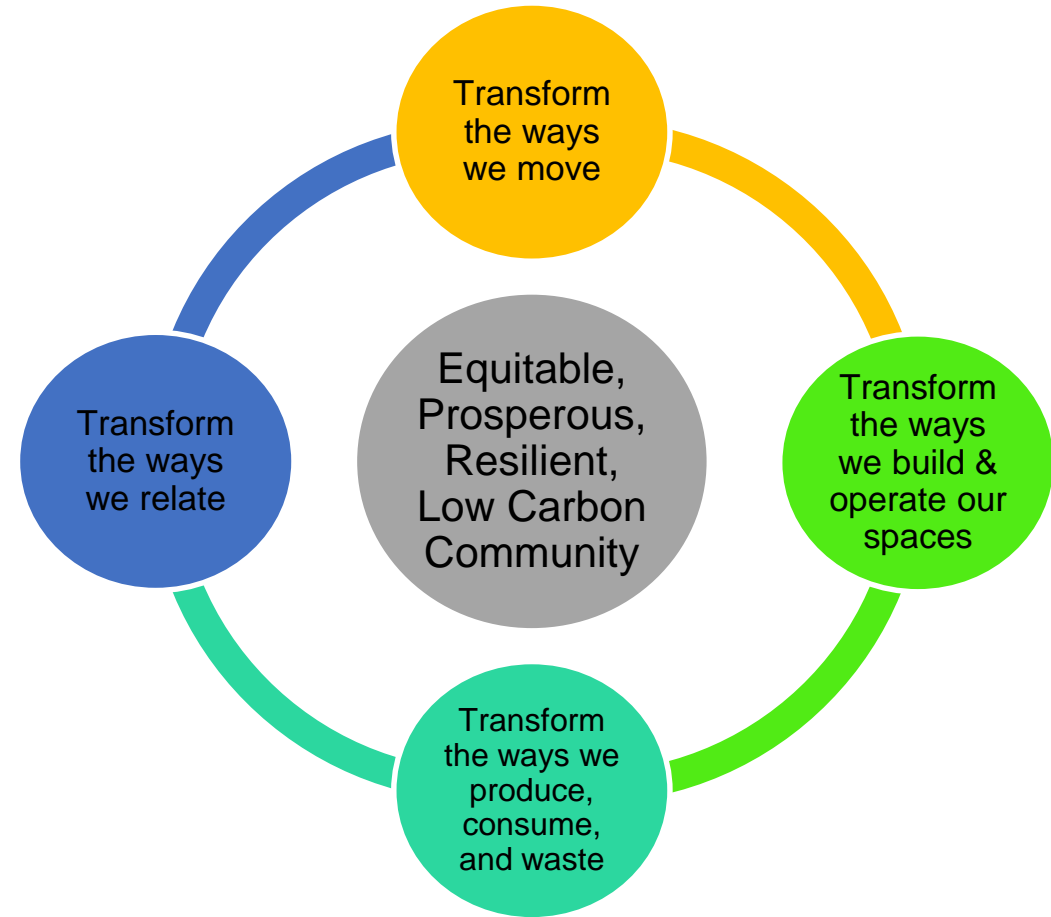 Transform
the ways
we move
Equitable,
Prosperous,
Resilient,
Low Carbon
Community
Transform
the ways
we build &
operate our
spaces
Transform
the ways we
produce,
consume,
and waste
Transform
the ways
we relate